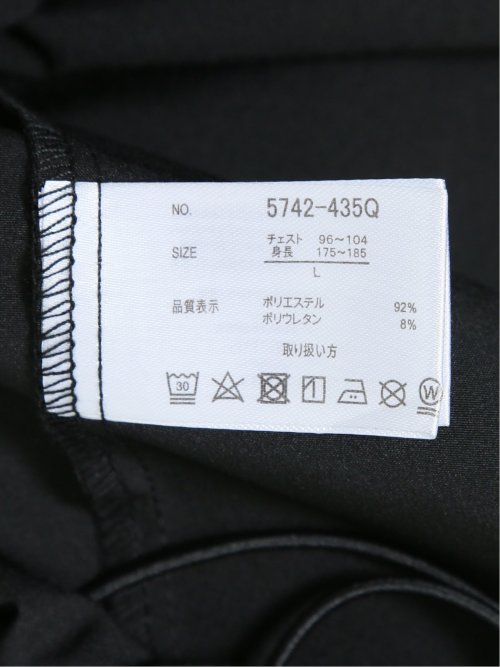 NO. 5742-435Q
SIZE チェスト 96〜104
身長 175〜185
L
品質表示 ポリエステル 92%
ポリウレタン 8%
取り扱い方
30 W